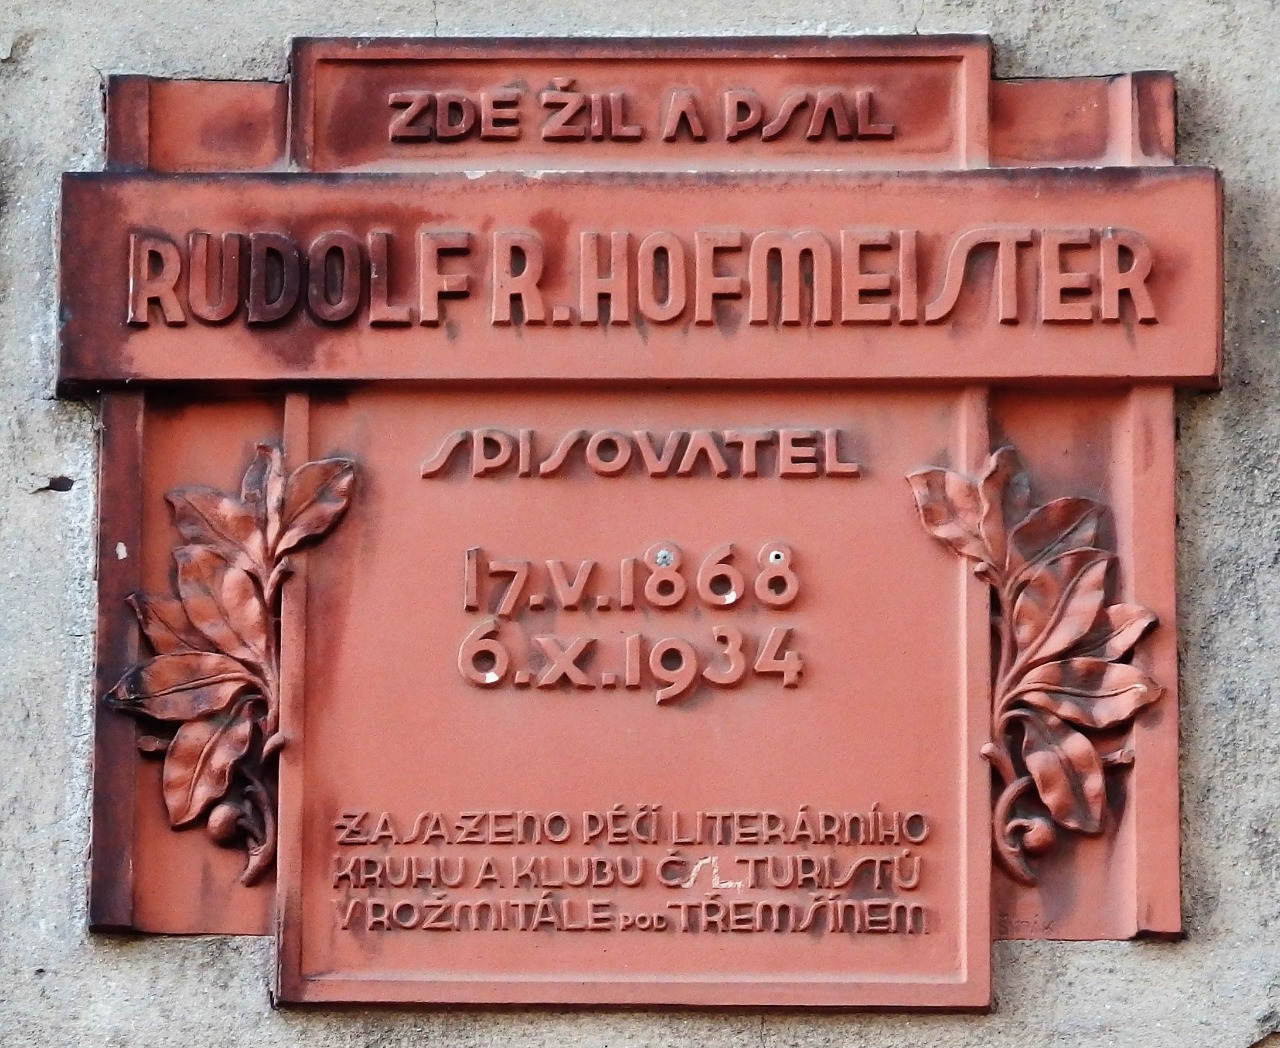 ZDE ŽIL A PSAL
RUDOLF R. HOFMEISTER
SPISOVATEL
17.V.1868
6.X.1934
ZASAZENO PÉČÍ LITERÁRNÍHO
KRUHU A KLUBU ČSL. TURISTŮ
V ROŽMITÁLE POD TŘEMŠÍNEM